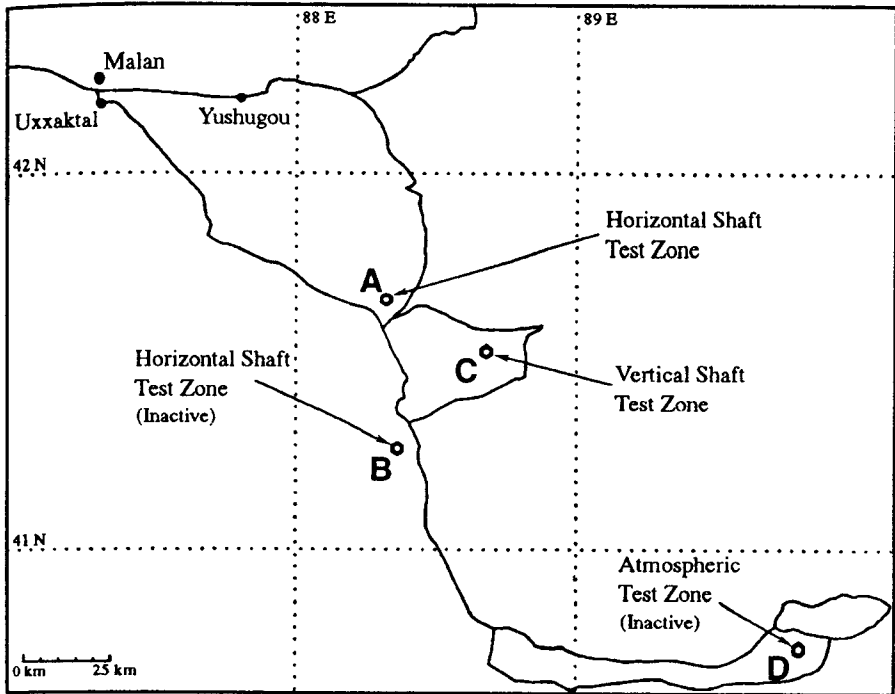 88 E
89 E
Malan
Uxxaktal
Yushugou
42 N
Horizontal Shaft
Test Zone
A
Horizontal Shaft
Test Zone
(Inactive)
C
Vertical Shaft
Test Zone
B
41 N
Atmospheric
Test Zone
(Inactive)
D
0 km
25 km